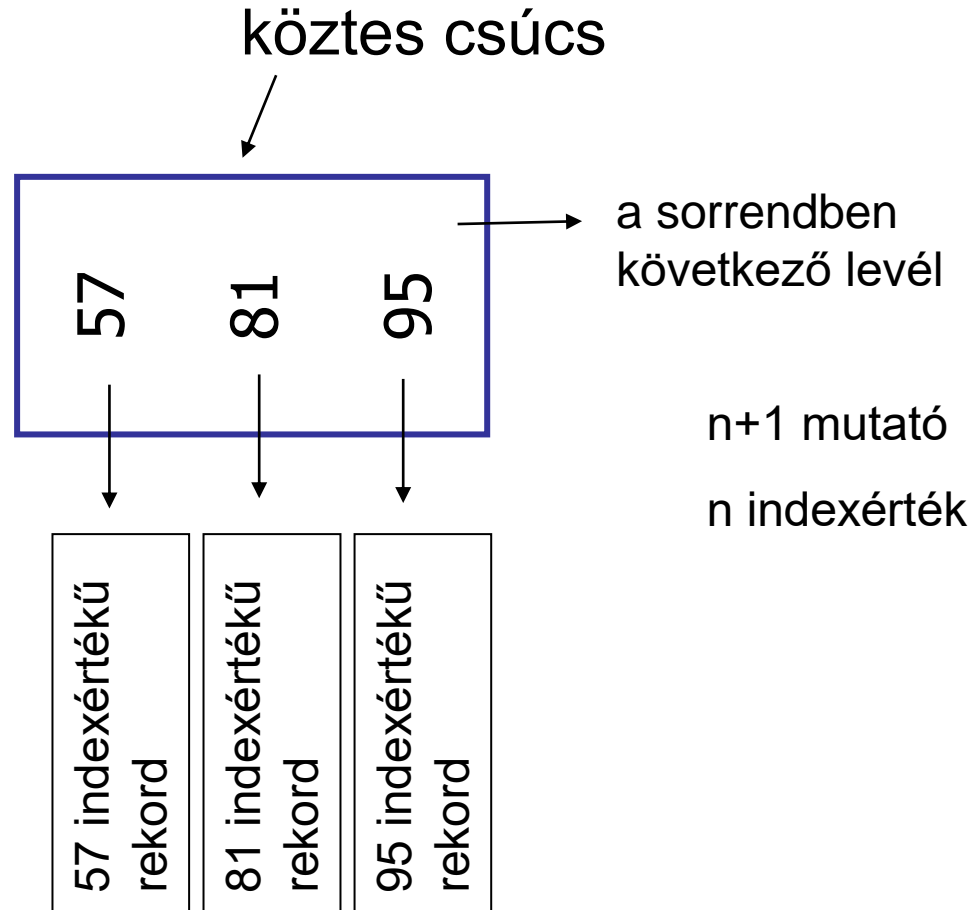 köztes csúcs
a sorrendben
következő levél
57
81
95
n+1 mutató
n indexérték
57 indexértékű
rekord
81 indexértékű
rekord
95 indexértékű
rekord